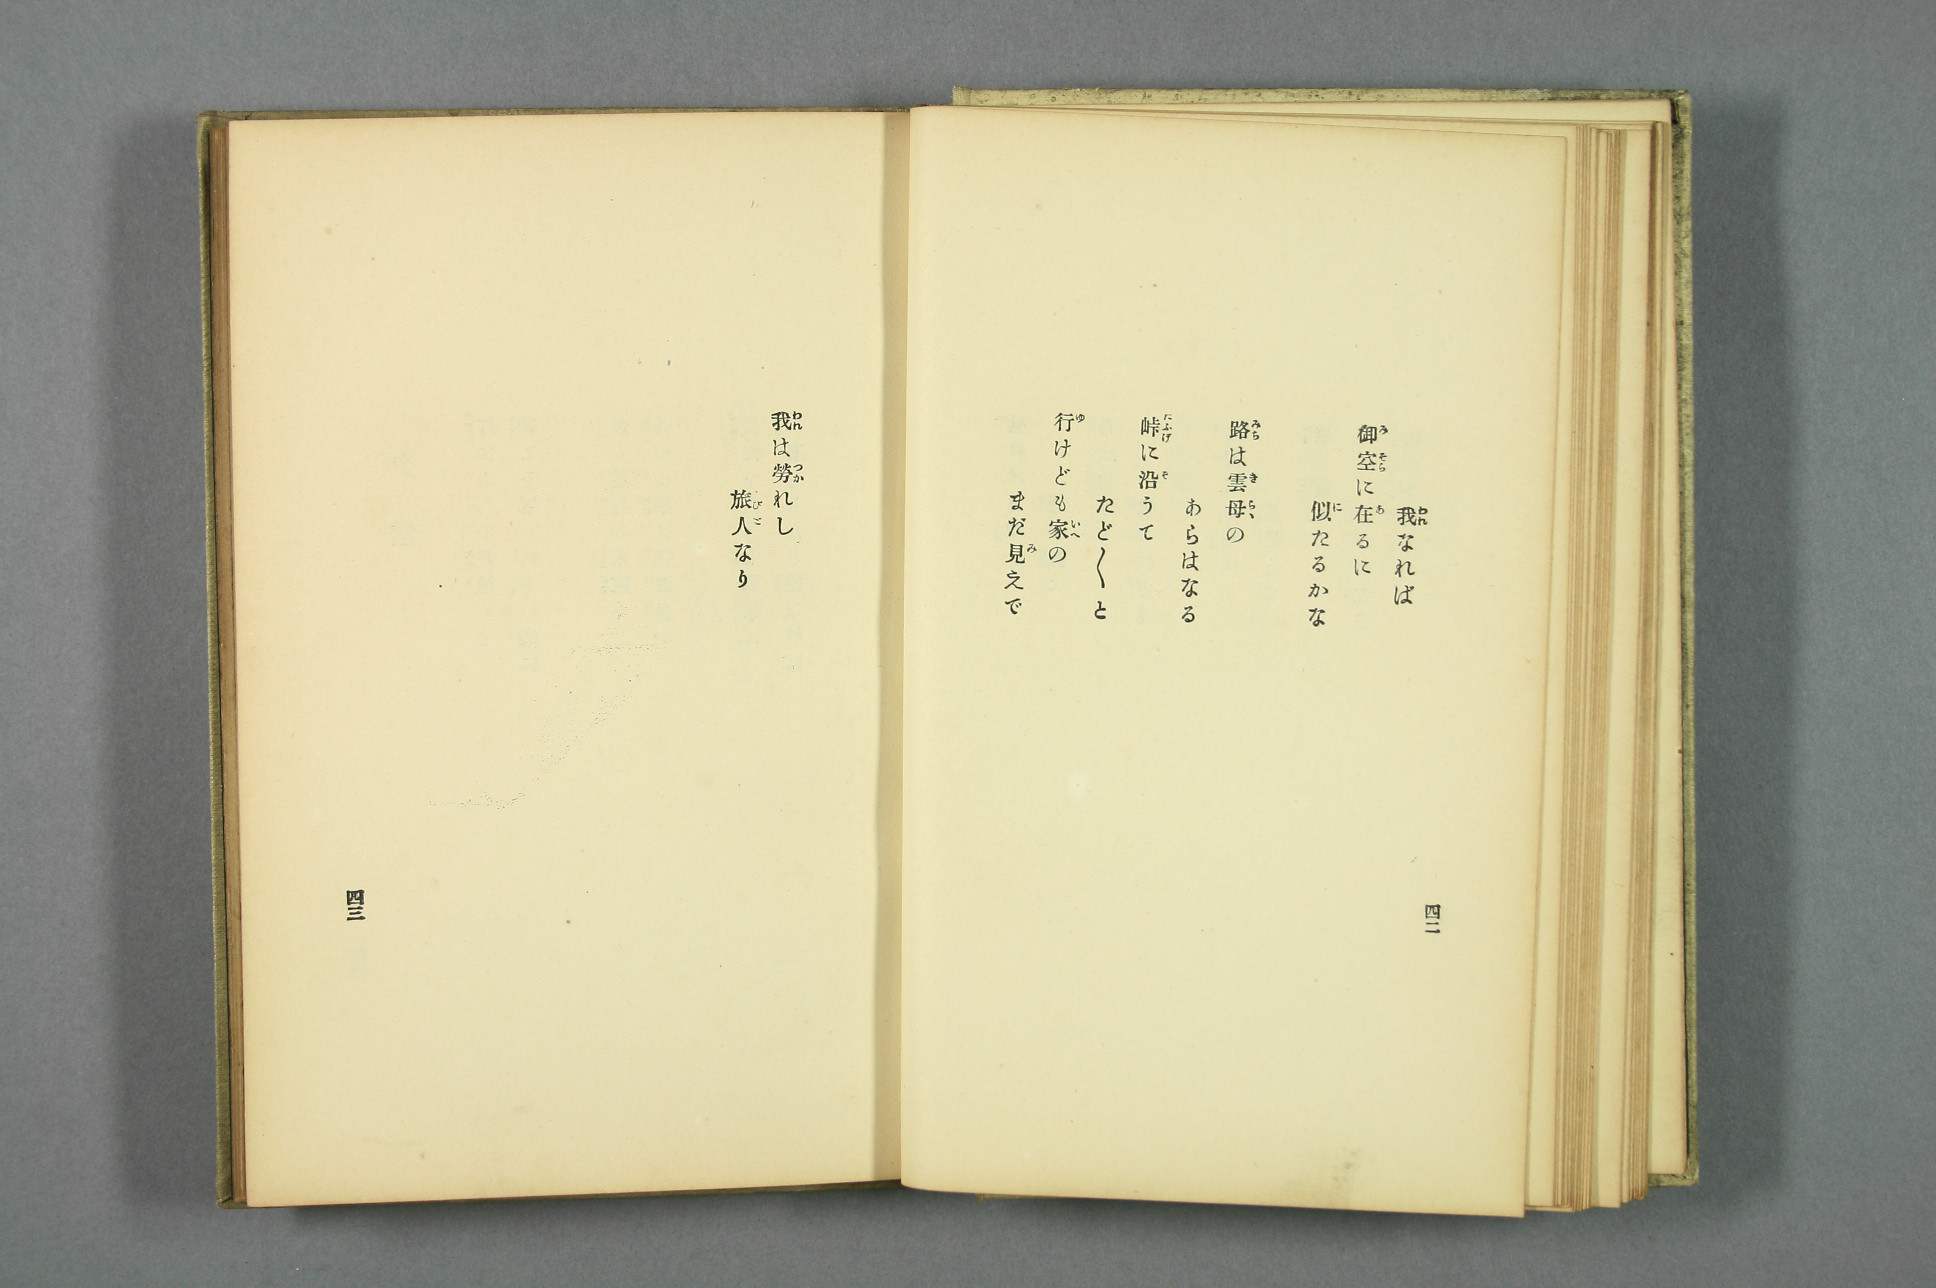 我なれば
御空に在るに
似たるかな
路は雲母の
あらはなる
峠に沿うて
たど〱と
行けども家の
まだ見えで
四二
我は勞れし
旅人なり
四三